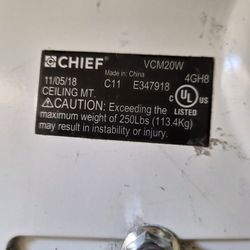 CHIEF VCM20W
Made in: China 4GH8
11/05/18 C11 E347918
CEILING MT. C UL US LISTED
⚠CAUTION: Exceeding the
maximum weight of 250Lbs (113.4Kg)
may result in instability or injury.